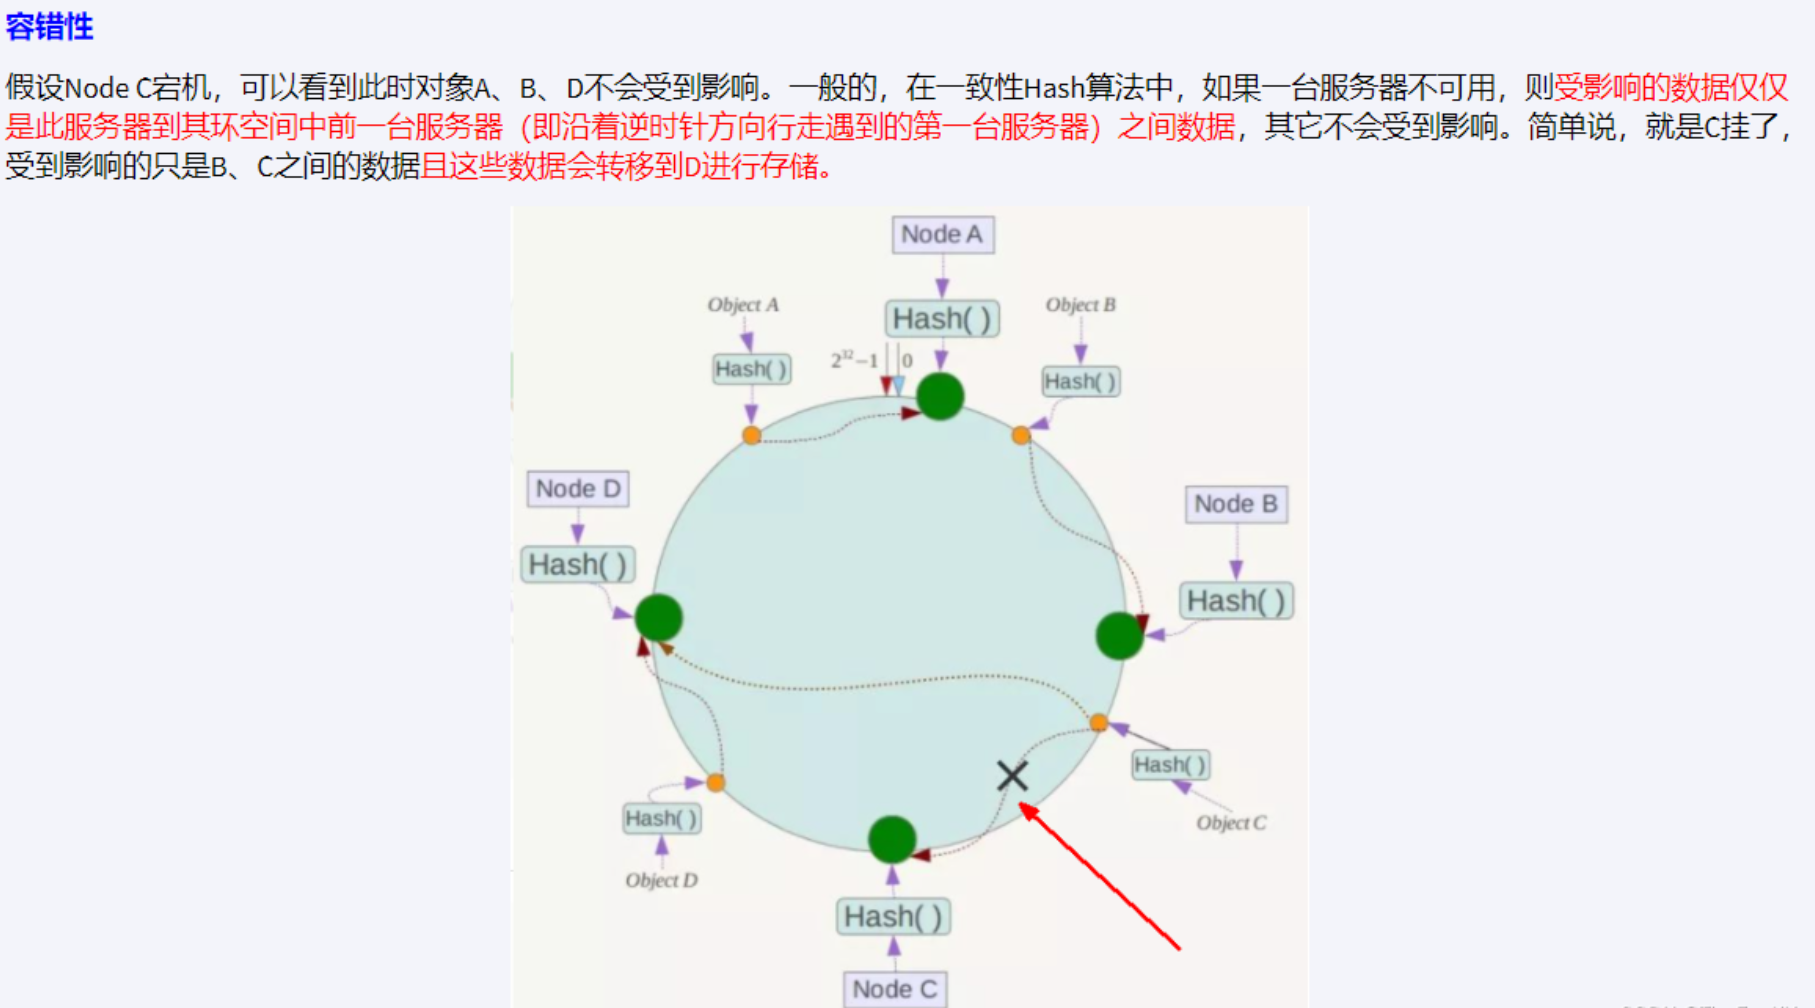 容错性
假设Node C宕机，可以看到此时对象A、B、D不会受到影响。一般的，在一致性Hash算法中，如果一台服务器不可用，则受影响的数据仅仅
是此服务器到其环空间中前一台服务器（即沿着逆时针方向行走遇到的第一台服务器）之间数据，其它不会受到影响。简单说，就是C挂了，
受到影响的只是B、C之间的数据且这些数据会转移到D进行存储。
Node A
Object A
Hash( )
Object B
Hash( )
2³²−1
0
Hash( )
Node D
Node B
Hash( )
Hash( )
Hash( )
Hash( )
Object C
Object D
Hash( )
Node C